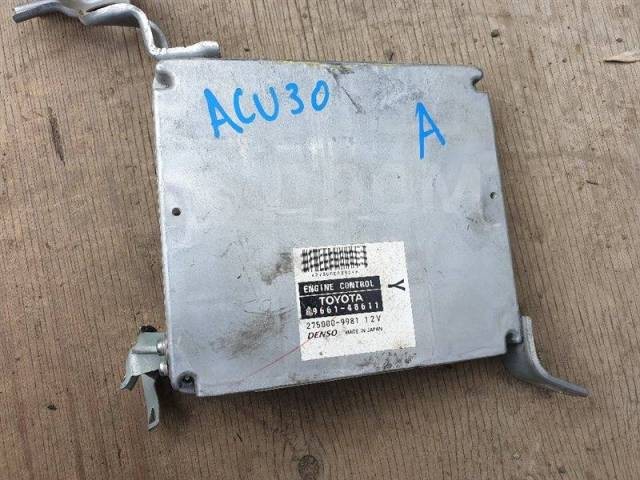 ACU30
A
ENGINE CONTROL
Y
TOYOTA
89661-48611
275000-9981 12V
DENSO MADE IN JAPAN